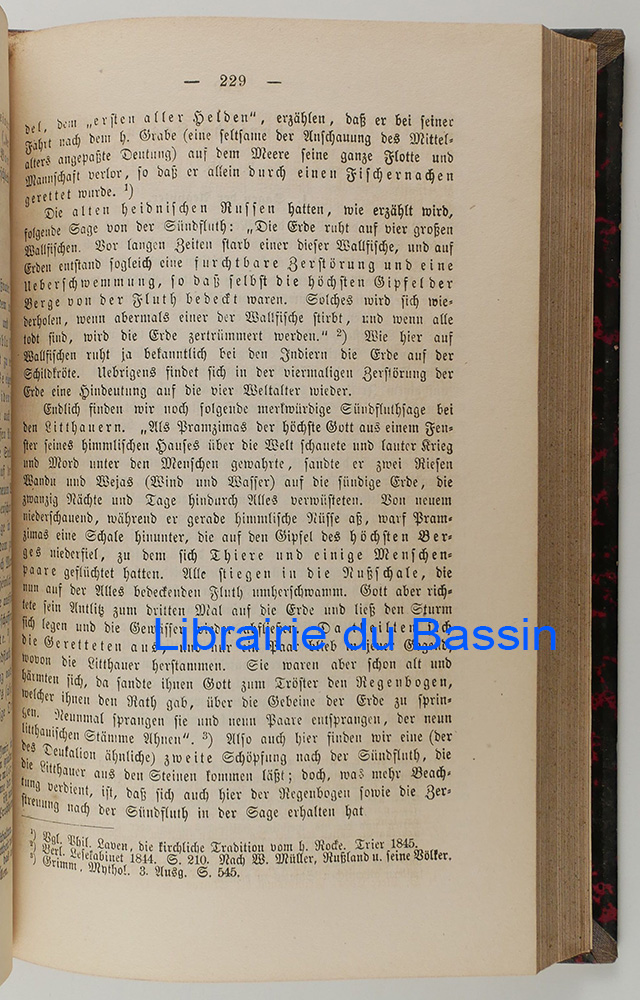 — 229 —
del, dem „ersten aller Helden“, erzählen, daß er bei seiner
Fahrt nach dem h. Grabe (eine seltsame der Anschauung des Mittel-
alters angepaßte Deutung) auf dem Meere seine ganze Flotte und
Mannschaft verlor, so daß er allein durch einen Fischernachen
gerettet wurde. ¹)
Die alten heidnischen Russen hatten, wie erzählt wird,
folgende Sage von der Sündfluth: „Die Erde ruht auf vier großen
Wallfischen. Vor langen Zeiten starb einer dieser Wallfische, und auf
Erden entstand sogleich eine furchtbare Zerstörung und eine
Ueberschwemmung, so daß selbst die höchsten Gipfel der
Berge von der Fluth bedeckt waren. Solches wird sich wie-
derholen, wenn abermals einer der Wallfische stirbt, und wenn alle
todt sind, wird die Erde zertrümmert werden.“ ²) Wie hier auf
Wallfischen ruht ja bekanntlich bei den Indiern die Erde auf der
Schildkröte. Uebrigens findet sich in der viermaligen Zerstörung der
Erde eine Hindeutung auf die vier Weltalter wieder.
Endlich finden wir noch folgende merkwürdige Sündfluthsage bei
den Litthauern. „Als Pramzimas der höchste Gott aus einem Fen-
ster seines himmlischen Hauses über die Welt schauete und lauter Krieg
und Mord unter den Menschen gewahrte, sandte er zwei Riesen
Wandu und Wejas (Wind und Wasser) auf die sündige Erde, die
zwanzig Nächte und Tage hindurch Alles verwüsteten. Von neuem
niederschauend, während er gerade himmlische Nüsse aß, warf Pram-
zimas eine Schale hinunter, die auf den Gipfel des höchsten Ber-
ges niederfiel, zu dem sich Thiere und einige Menschen-
paare geflüchtet hatten. Alle stiegen in die Nußschale, die
nun auf der Alles bedeckenden Fluth umherschwamm. Gott aber rich-
tete sein Antlitz zum dritten Mal auf die Erde und ließ den Sturm
sich legen und die Gewässer
die Geretteten aus
Librairie du Bassin
wovon die Litthauer herstammen. Sie waren aber schon alt und
härmten sich, da sandte ihnen Gott zum Tröster den Regenbogen,
welcher ihnen den Rath gab, über die Gebeine der Erde zu sprin-
gen. Neunmal sprangen sie und neun Paare entsprangen, der neun
litthauischen Stämme Ahnen“. ³) Also auch hier finden wir eine (der
des Deukalion ähnliche) zweite Schöpfung nach der Sündfluth, die
die Litthauer aus den Steinen kommen läßt; doch, was mehr Beach-
tung verdient, ist, daß sich auch hier der Regenbogen sowie die Zer-
streuung nach der Sündfluth in der Sage erhalten hat
¹) Vgl. Phil. Laven, die kirchliche Tradition vom h. Rocke. Trier 1845.
²) Berl. Lesekabinet 1844. S. 210. Nach W. Müller, Rußland u. seine Völker.
³) Grimm, Mythol. 3. Ausg. S. 545.